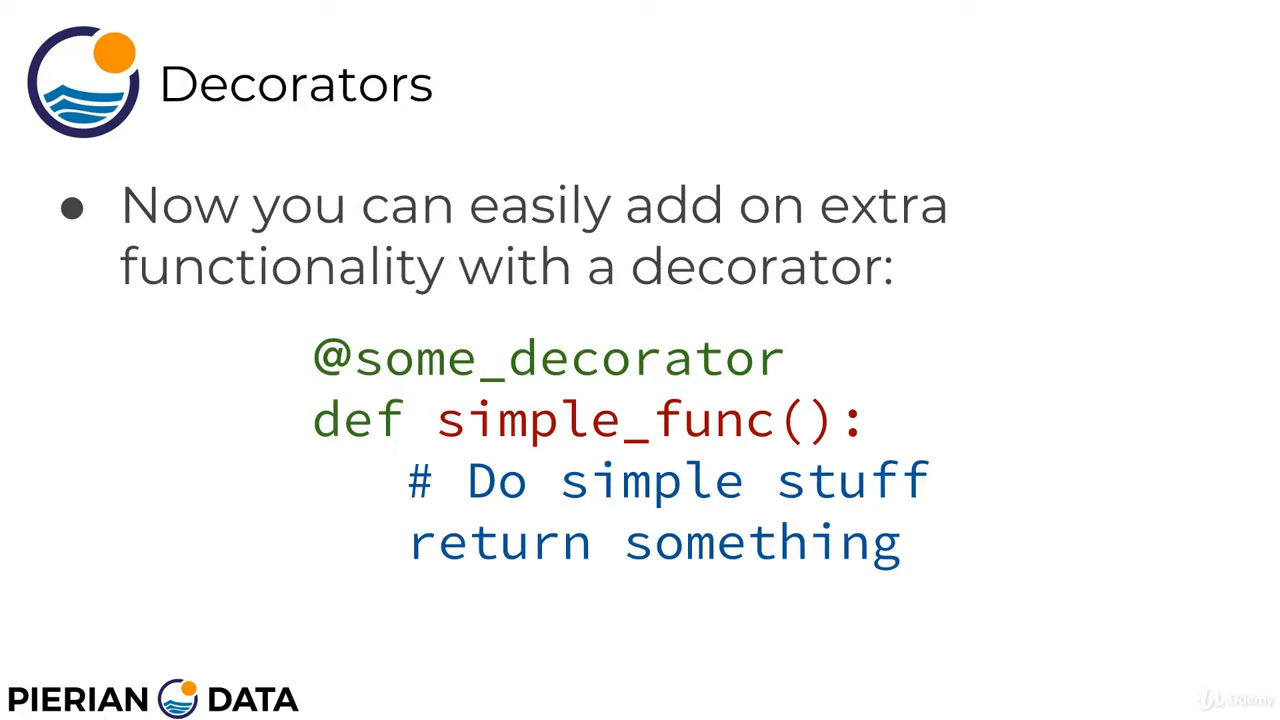 Decorators
● Now you can easily add on extra
functionality with a decorator:
@some_decorator
def simple_func():
# Do simple stuff
return something
PIERIAN DATA
Udemy